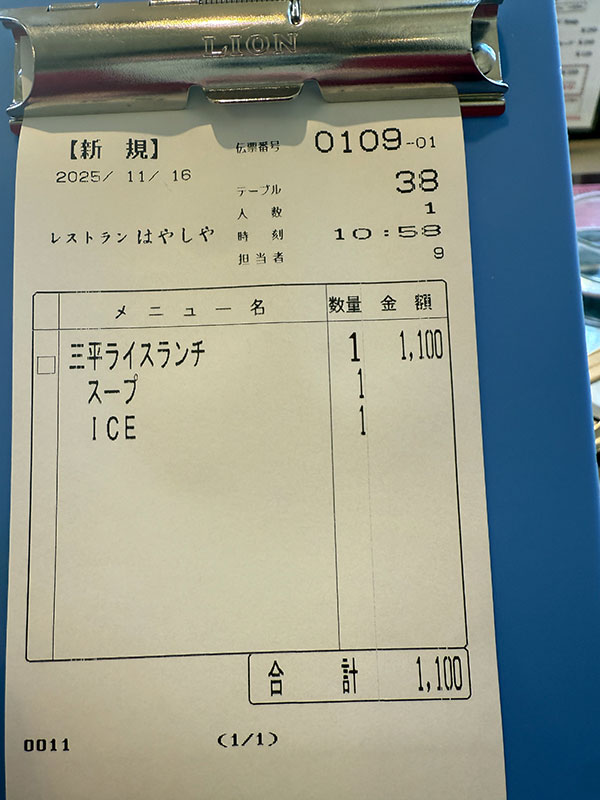 LION
【新 規】 伝票番号 0109-01
2025/ 11/ 16
テーブル 38
人 数 1
レストラン はやしや 時 刻 10:58
担当者 9
メニュー名 数量 金 額
三平ライスランチ 1 1,100
スープ 1
ICE 1
合 計 1,100
0011 (1/1)